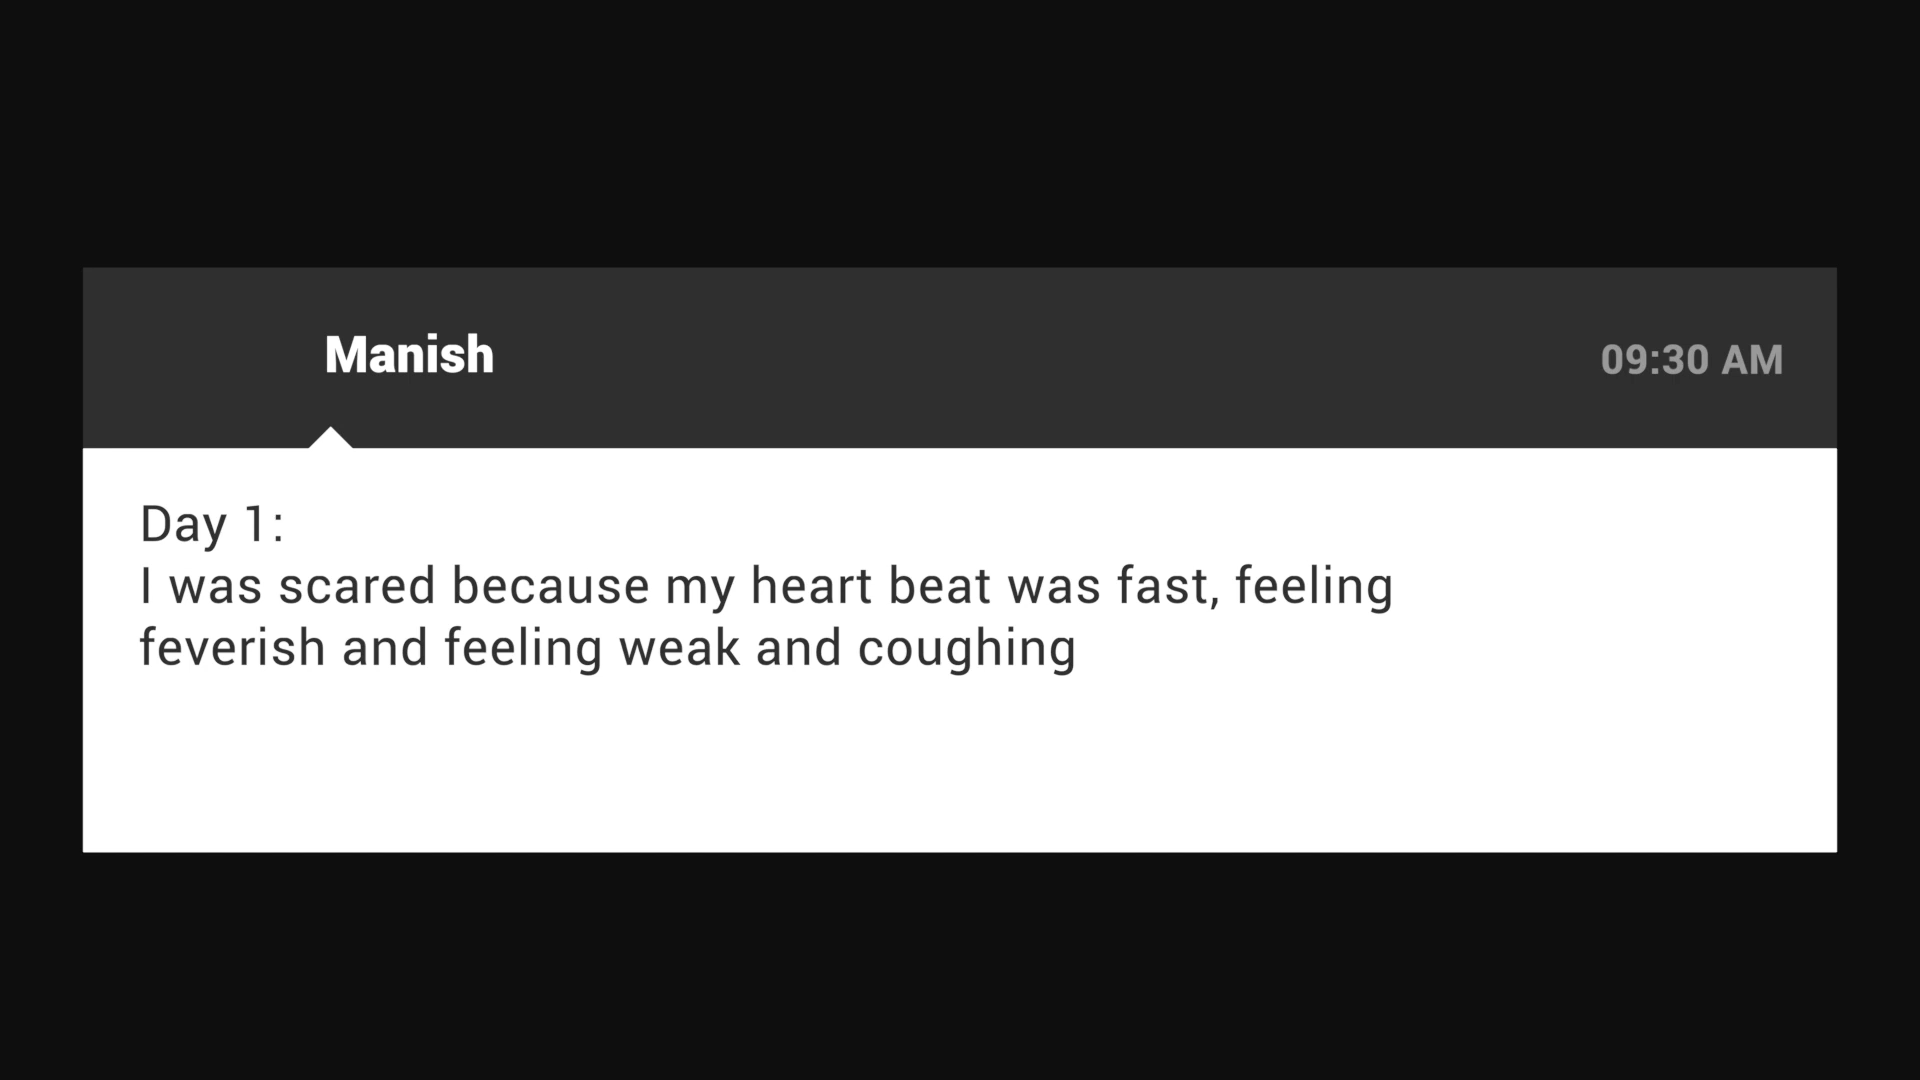 Manish
09:30 AM
Day 1:
I was scared because my heart beat was fast, feeling
feverish and feeling weak and coughing